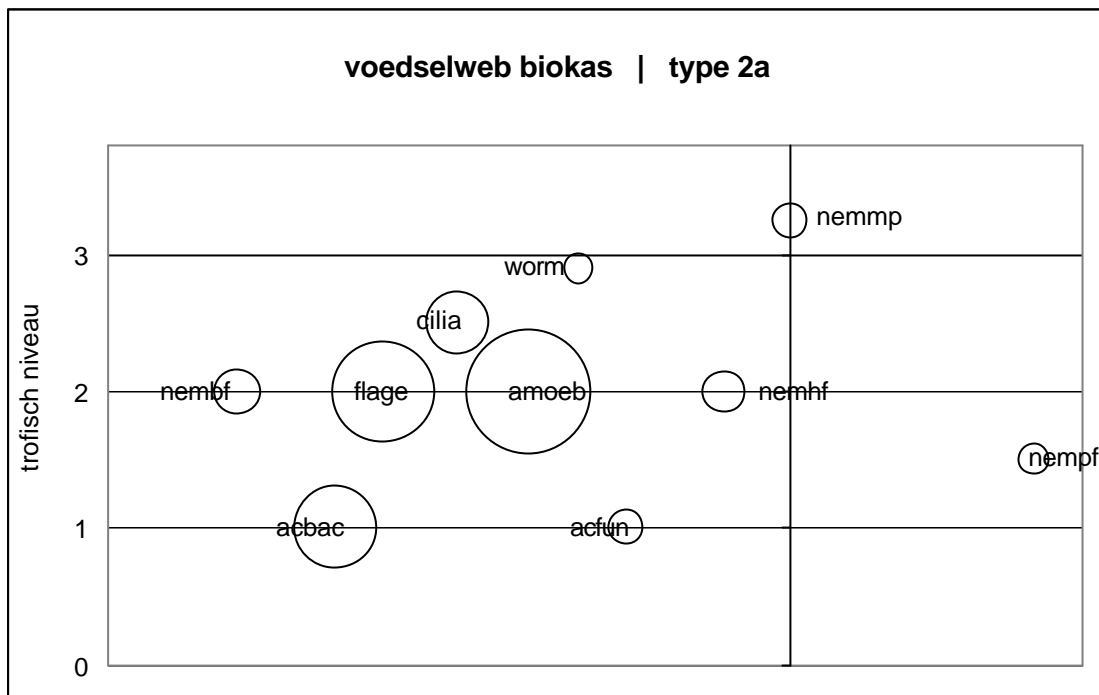 voedselweb biokas | type 2a
nemmp
3
worm
cilia
trofisch niveau
2
nembf
flage
amoeb
nemhf
nempf
1
acbac
acfun
0